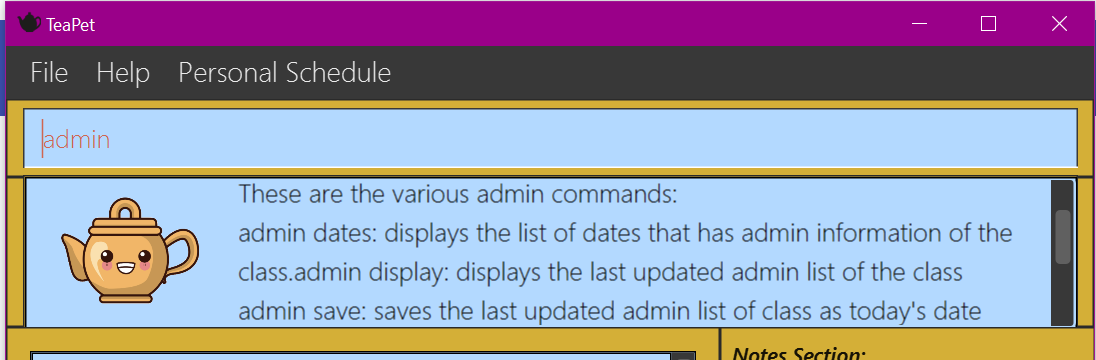 TeaPet
File Help Personal Schedule
admin
These are the various admin commands:
admin dates: displays the list of dates that has admin information of the
class.admin display: displays the last updated admin list of the class
admin save: saves the last updated admin list of class as today's date
Notes Section: